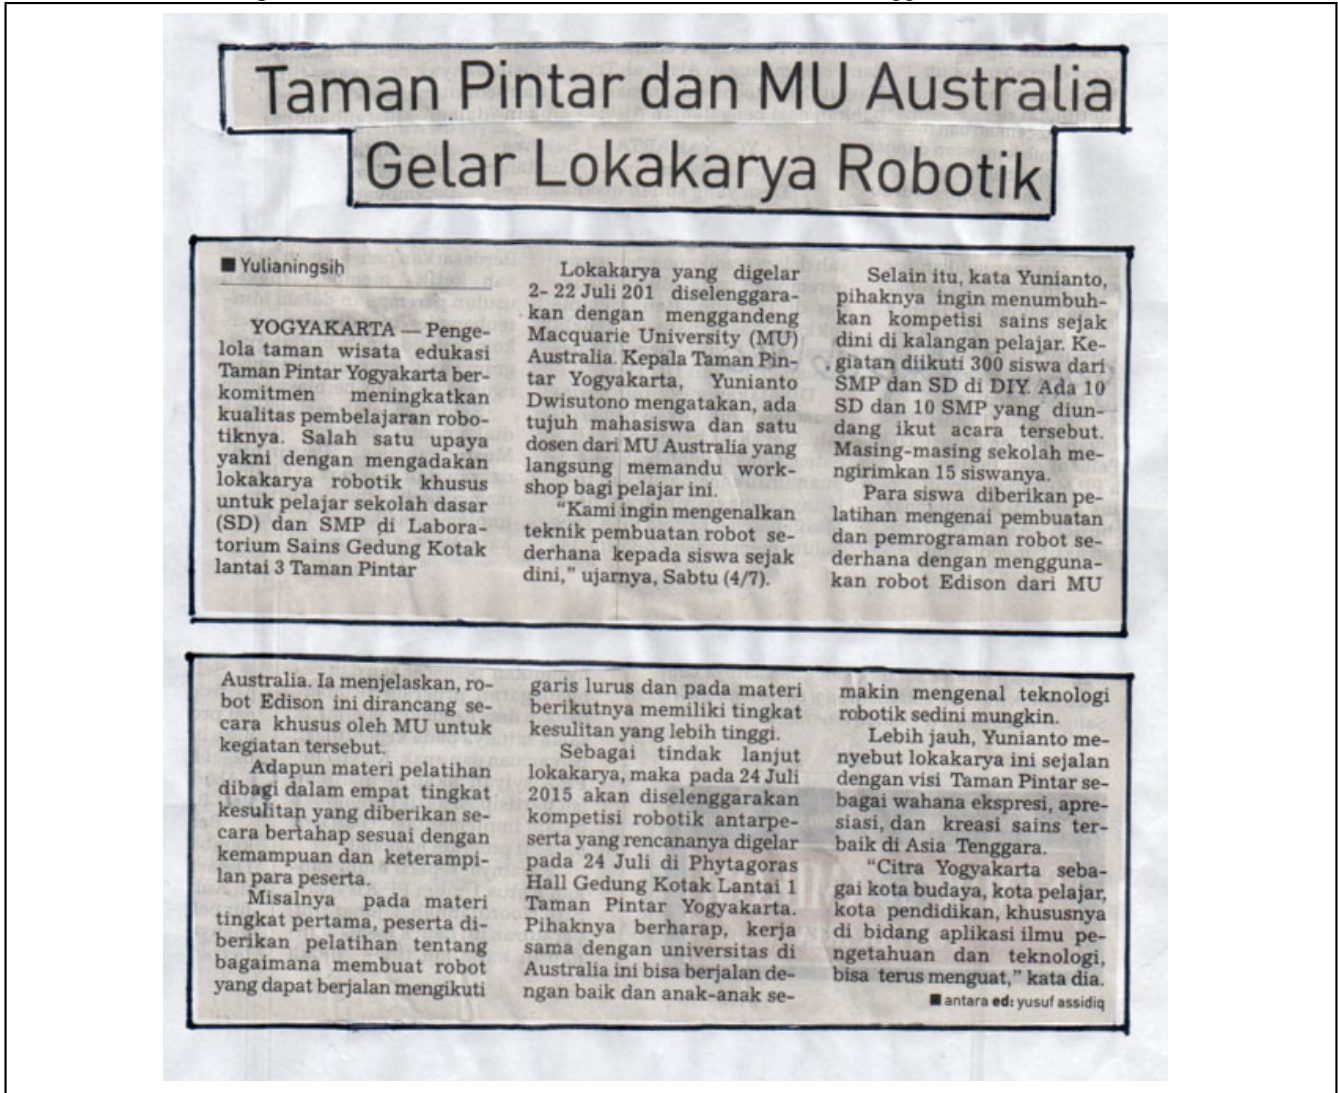 Taman Pintar dan MU Australia
Gelar Lokakarya Robotik
■ Yulianingsih
YOGYAKARTA — Penge-
lola taman wisata edukasi
Taman Pintar Yogyakarta ber-
komitmen meningkatkan
kualitas pembelajaran robo-
tiknya. Salah satu upaya
yakni dengan mengadakan
lokakarya robotik khusus
untuk pelajar sekolah dasar
(SD) dan SMP di Labora-
torium Sains Gedung Kotak
lantai 3 Taman Pintar
Lokakarya yang digelar
2- 22 Juli 201 diselenggara-
kan dengan menggandeng
Macquarie University (MU)
Australia. Kepala Taman Pin-
tar Yogyakarta, Yunianto
Dwisutono mengatakan, ada
tujuh mahasiswa dan satu
dosen dari MU Australia yang
langsung memandu work-
shop bagi pelajar ini.
"Kami ingin mengenalkan
teknik pembuatan robot se-
derhana kepada siswa sejak
dini," ujarnya, Sabtu (4/7).
Selain itu, kata Yunianto,
pihaknya ingin menumbuh-
kan kompetisi sains sejak
dini di kalangan pelajar. Ke-
giatan diikuti 300 siswa dari
SMP dan SD di DIY. Ada 10
SD dan 10 SMP yang diun-
dang ikut acara tersebut.
Masing-masing sekolah me-
ngirimkan 15 siswanya.
Para siswa diberikan pe-
latihan mengenai pembuatan
dan pemrograman robot se-
derhana dengan mengguna-
kan robot Edison dari MU
Australia. Ia menjelaskan, ro-
bot Edison ini dirancang se-
cara khusus oleh MU untuk
kegiatan tersebut.
Adapun materi pelatihan
dibagi dalam empat tingkat
kesulitan yang diberikan se-
cara bertahap sesuai dengan
kemampuan dan keterampi-
lan para peserta.
Misalnya pada materi
tingkat pertama, peserta di-
berikan pelatihan tentang
bagaimana membuat robot
yang dapat berjalan mengikuti
garis lurus dan pada materi
berikutnya memiliki tingkat
kesulitan yang lebih tinggi.
Sebagai tindak lanjut
lokakarya, maka pada 24 Juli
2015 akan diselenggarakan
kompetisi robotik antarpe-
serta yang rencananya digelar
pada 24 Juli di Phytagoras
Hall Gedung Kotak Lantai 1
Taman Pintar Yogyakarta.
Pihaknya berharap, kerja
sama dengan universitas di
Australia ini bisa berjalan de-
ngan baik dan anak-anak se-
makin mengenal teknologi
robotik sedini mungkin.
Lebih jauh, Yunianto me-
nyebut lokakarya ini sejalan
dengan visi Taman Pintar se-
bagai wahana ekspresi, apre-
siasi, dan kreasi sains ter-
baik di Asia Tenggara.
"Citra Yogyakarta seba-
gai kota budaya, kota pelajar,
kota pendidikan, khususnya
di bidang aplikasi ilmu pe-
ngetahuan dan teknologi,
bisa terus menguat," kata dia.
■ antara ed: yusuf assidiq